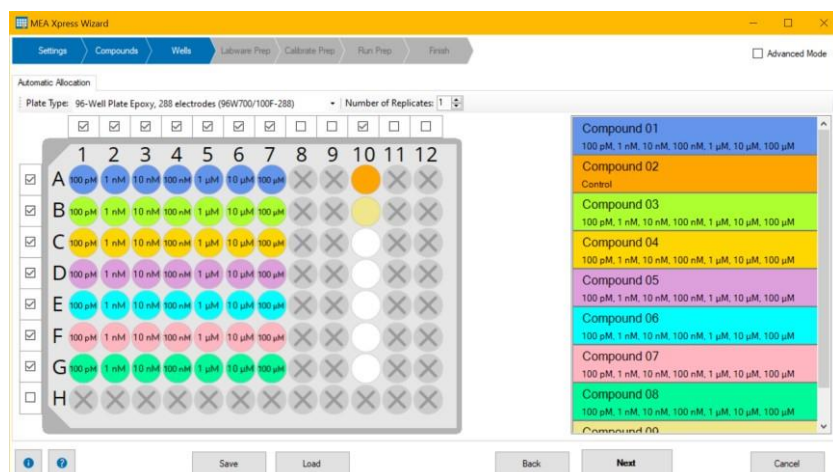 MEA Xpress Wizard
Settings Compounds Wells Labware Prep Calibrate Prep Run Prep Finish Advanced Mode
Automatic Allocation
Plate Type: 96-Well Plate Epoxy, 288 electrodes (96W700/100F-288) Number of Replicates: 1
1 2 3 4 5 6 7 8 9 10 11 12
A 100 pM 1 nM 10 nM 100 nM 1 µM 10 µM 100 µM
B 100 pM 1 nM 10 nM 100 nM 1 µM 10 µM 100 µM
C 100 pM 1 nM 10 nM 100 nM 1 µM 10 µM 100 µM
D 100 pM 1 nM 10 nM 100 nM 1 µM 10 µM 100 µM
E 100 pM 1 nM 10 nM 100 nM 1 µM 10 µM 100 µM
F 100 pM 1 nM 10 nM 100 nM 1 µM 10 µM 100 µM
G 100 pM 1 nM 10 nM 100 nM 1 µM 10 µM 100 µM
H
Compound 01
100 pM, 1 nM, 10 nM, 100 nM, 1 µM, 10 µM, 100 µM
Compound 02
Control
Compound 03
100 pM, 1 nM, 10 nM, 100 nM, 1 µM, 10 µM, 100 µM
Compound 04
100 pM, 1 nM, 10 nM, 100 nM, 1 µM, 10 µM, 100 µM
Compound 05
100 pM, 1 nM, 10 nM, 100 nM, 1 µM, 10 µM, 100 µM
Compound 06
100 pM, 1 nM, 10 nM, 100 nM, 1 µM, 10 µM, 100 µM
Compound 07
100 pM, 1 nM, 10 nM, 100 nM, 1 µM, 10 µM, 100 µM
Compound 08
100 pM, 1 nM, 10 nM, 100 nM, 1 µM, 10 µM, 100 µM
Compound 09
Save Load Back Next Cancel